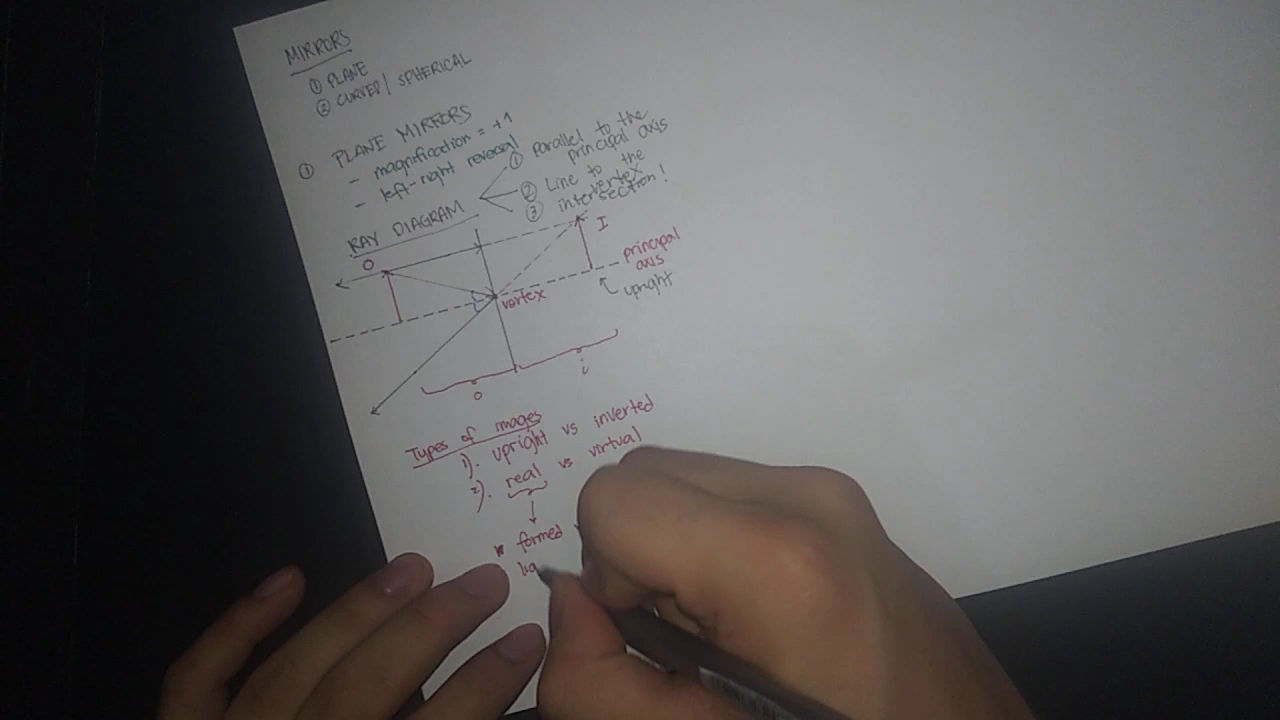 MIRRORS
① PLANE
② CURVED / SPHERICAL
① PLANE MIRRORS
- magnification = +1
- left-right reversal
RAY DIAGRAM
① parallel to the
principal axis
② Line to the
vertex
③ intersection!
O
I
principal
axis
upright
vortex
o
i
Types of images
1). upright vs inverted
2). real vs virtual
* formed